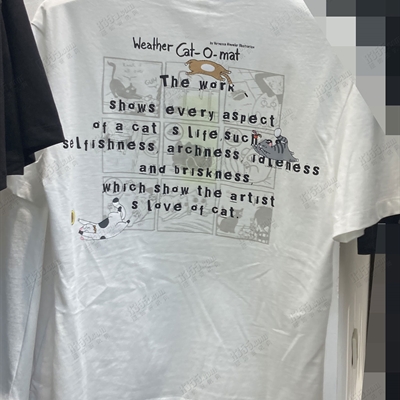 Weather Cat-O-mat
The work
shows every aspect
of a cat s life such
selfishness, archness, idleness
and briskness,
which show the artist
s love of cat.